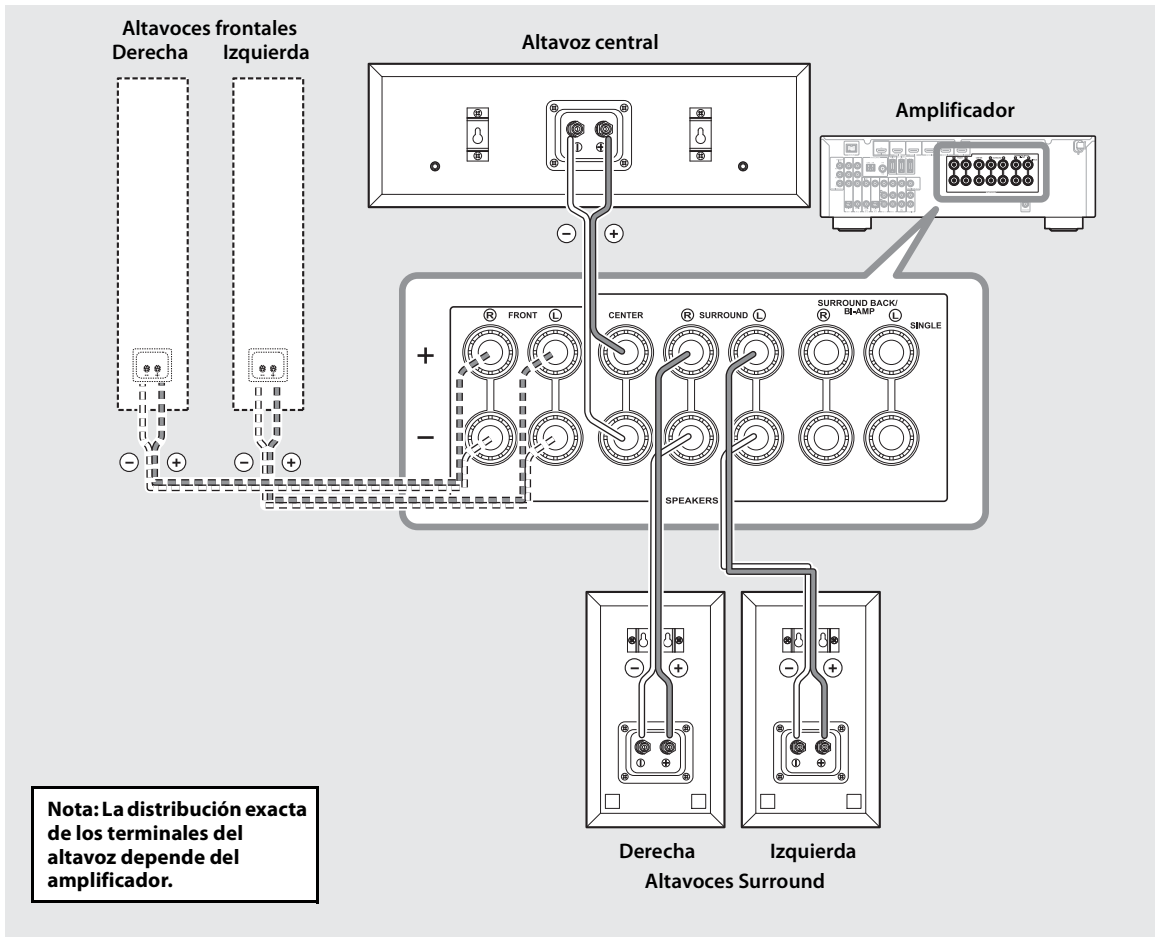 Altavoces frontales
Derecha Izquierda
Altavoz central
Amplificador
− +
R FRONT L
CENTER
R SURROUND L
SURROUND BACK/
BI-AMP
R L
SINGLE
+
−
− + − +
SPEAKERS
− + − +
Nota: La distribución exacta
de los terminales del
altavoz depende del
amplificador.
Derecha Izquierda
Altavoces Surround